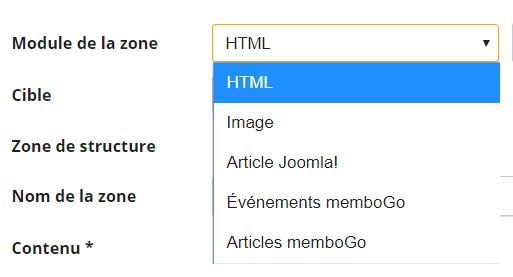 Module de la zone HTML ▼
Cible HTML
Image
Zone de structure Article Joomla!
Nom de la zone Événements memboGo
Contenu * Articles memboGo